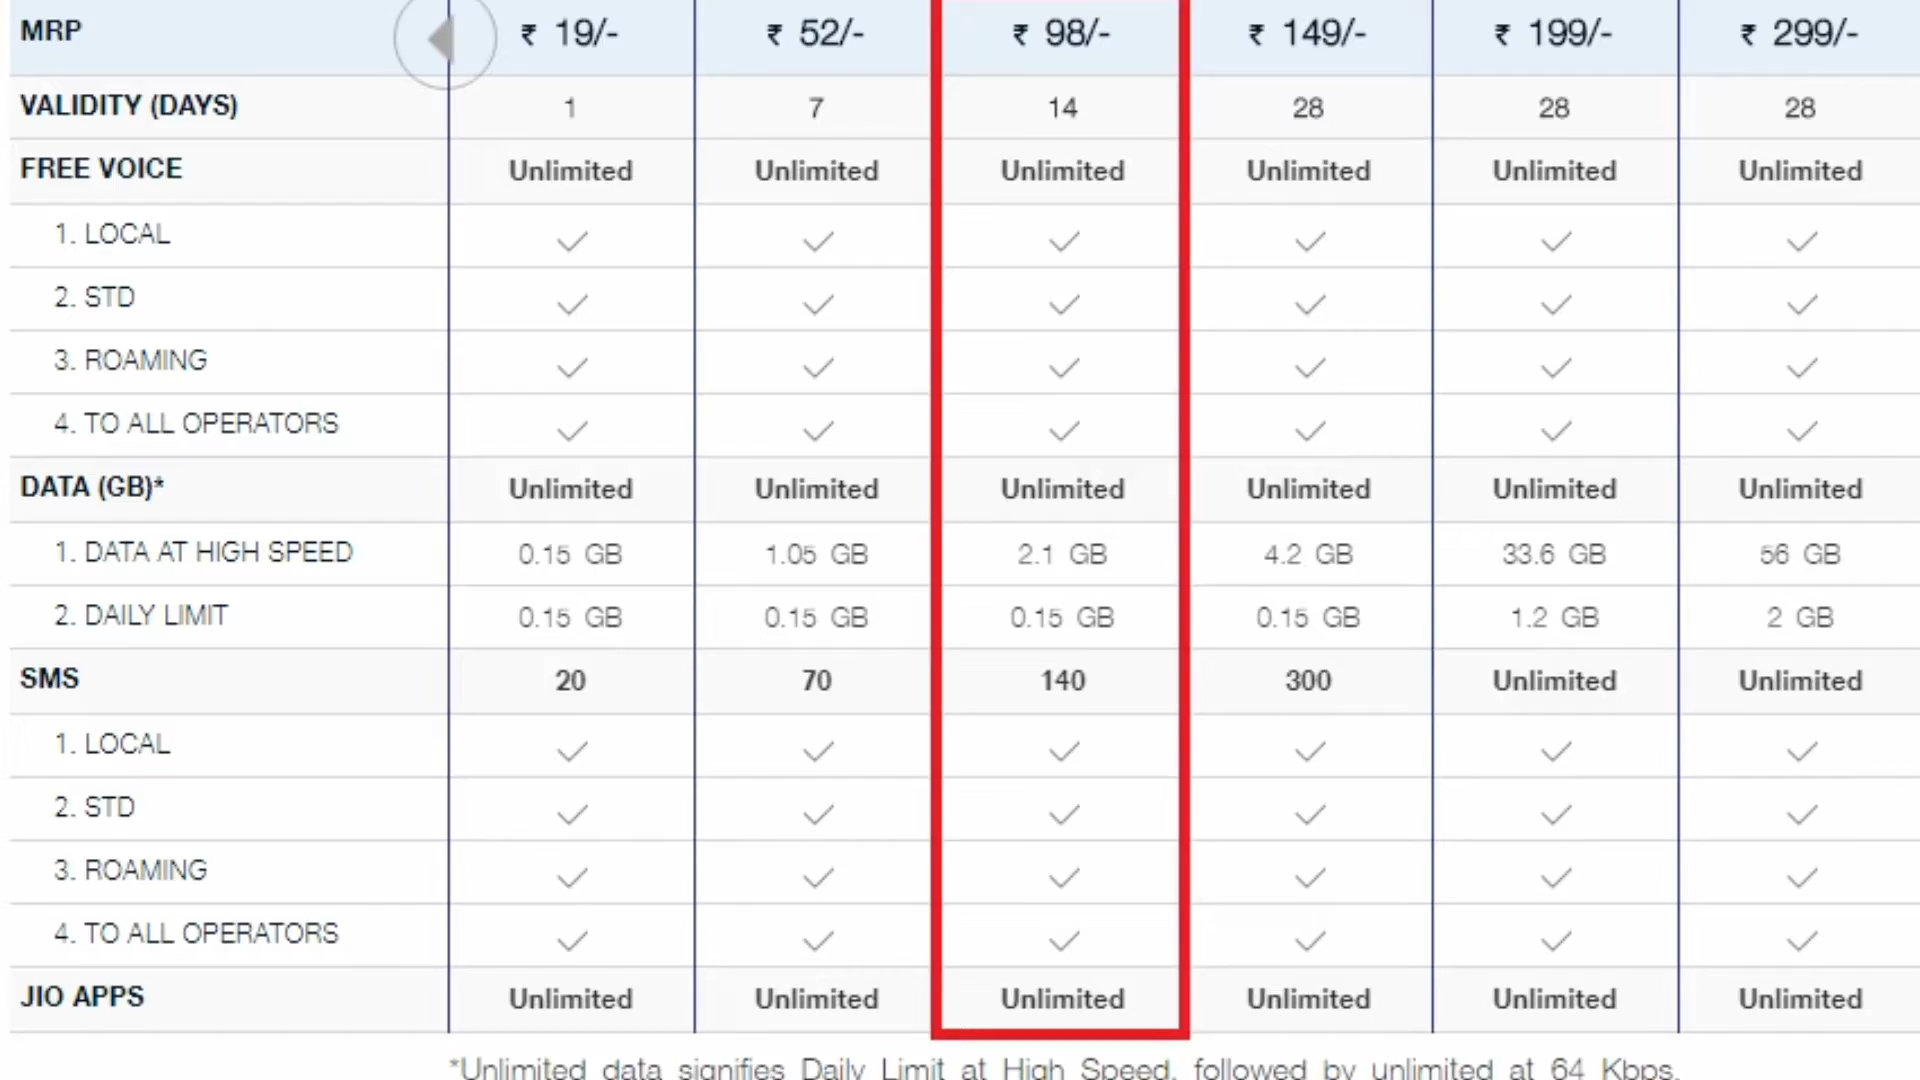 MRP ₹ 19/- ₹ 52/- ₹ 98/- ₹ 149/- ₹ 199/- ₹ 299/-
VALIDITY (DAYS) 1 7 14 28 28 28
FREE VOICE Unlimited Unlimited Unlimited Unlimited Unlimited Unlimited
1. LOCAL ✓ ✓ ✓ ✓ ✓ ✓
2. STD ✓ ✓ ✓ ✓ ✓ ✓
3. ROAMING ✓ ✓ ✓ ✓ ✓ ✓
4. TO ALL OPERATORS ✓ ✓ ✓ ✓ ✓ ✓
DATA (GB)* Unlimited Unlimited Unlimited Unlimited Unlimited Unlimited
1. DATA AT HIGH SPEED 0.15 GB 1.05 GB 2.1 GB 4.2 GB 33.6 GB 56 GB
2. DAILY LIMIT 0.15 GB 0.15 GB 0.15 GB 0.15 GB 1.2 GB 2 GB
SMS 20 70 140 300 Unlimited Unlimited
1. LOCAL ✓ ✓ ✓ ✓ ✓ ✓
2. STD ✓ ✓ ✓ ✓ ✓ ✓
3. ROAMING ✓ ✓ ✓ ✓ ✓ ✓
4. TO ALL OPERATORS ✓ ✓ ✓ ✓ ✓ ✓
JIO APPS Unlimited Unlimited Unlimited Unlimited Unlimited Unlimited
*Unlimited data signifies Daily Limit at High Speed, followed by unlimited at 64 Kbps.